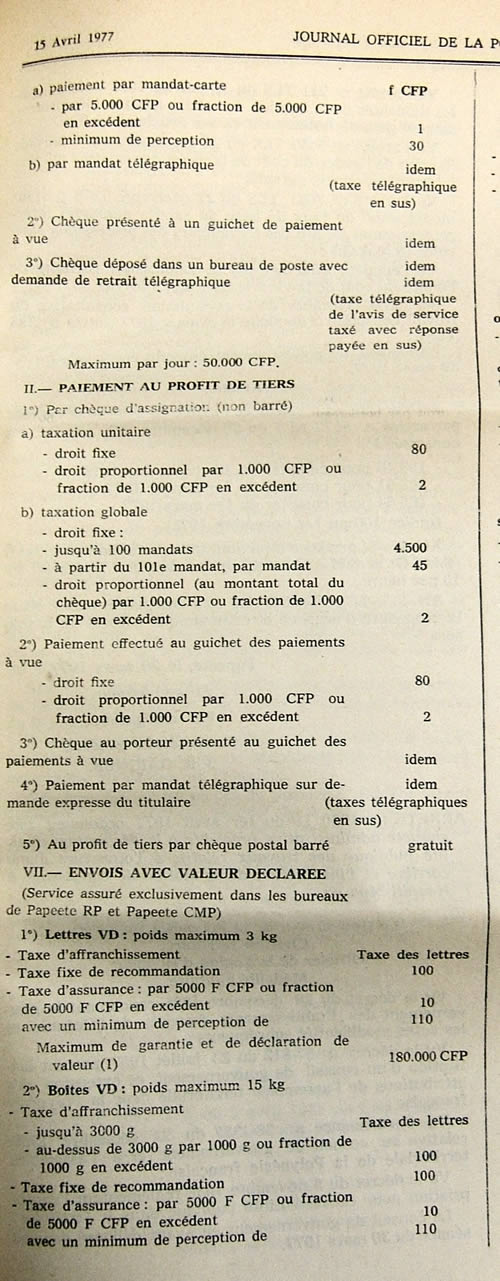 15 Avril 1977 JOURNAL OFFICIEL DE LA
a) paiement par mandat-carte f CFP
- par 5.000 CFP ou fraction de 5.000 CFP
en excédent 1
- minimum de perception 30
b) par mandat télégraphique idem
(taxe télégraphique
en sus)
2°) Chèque présenté à un guichet de paiement
à vue idem
3°) Chèque déposé dans un bureau de poste avec idem
demande de retrait télégraphique idem
(taxe télégraphique
de l'avis de service
taxé avec réponse
payée en sus)
Maximum par jour : 50.000 CFP.
II.— PAIEMENT AU PROFIT DE TIERS
1°) Par chèque d'assignation (non barré)
a) taxation unitaire
- droit fixe 80
- droit proportionnel par 1.000 CFP ou
fraction de 1.000 CFP en excédent 2
b) taxation globale
- droit fixe :
- jusqu'à 100 mandats 4.500
- à partir du 101e mandat, par mandat 45
- droit proportionnel (au montant total du
chèque) par 1.000 CFP ou fraction de 1.000
CFP en excédent 2
2°) Paiement effectué au guichet des paiements
à vue
- droit fixe 80
- droit proportionnel par 1.000 CFP ou
fraction de 1.000 CFP en excédent 2
3°) Chèque au porteur présenté au guichet des
paiements à vue idem
4°) Paiement par mandat télégraphique sur de- idem
mande expresse du titulaire (taxes télégraphiques
en sus)
5°) Au profit de tiers par chèque postal barré gratuit
VII.— ENVOIS AVEC VALEUR DECLAREE
(Service assuré exclusivement dans les bureaux
de Papeete RP et Papeete CMP)
1°) Lettres VD : poids maximum 3 kg
- Taxe d'affranchissement Taxe des lettres
- Taxe fixe de recommandation 100
- Taxe d'assurance : par 5000 F CFP ou fraction
de 5000 F CFP en excédent 10
avec un minimum de perception de 110
Maximum de garantie et de déclaration de
valeur (1) 180.000 CFP
2°) Boîtes VD : poids maximum 15 kg
- Taxe d'affranchissement
- jusqu'à 3000 g Taxe des lettres
- au-dessus de 3000 g par 1000 g ou fraction de
1000 g en excédent 100
- Taxe fixe de recommandation 100
- Taxe d'assurance : par 5000 F CFP ou fraction
de 5000 F CFP en excédent 10
avec un minimum de perception de 110